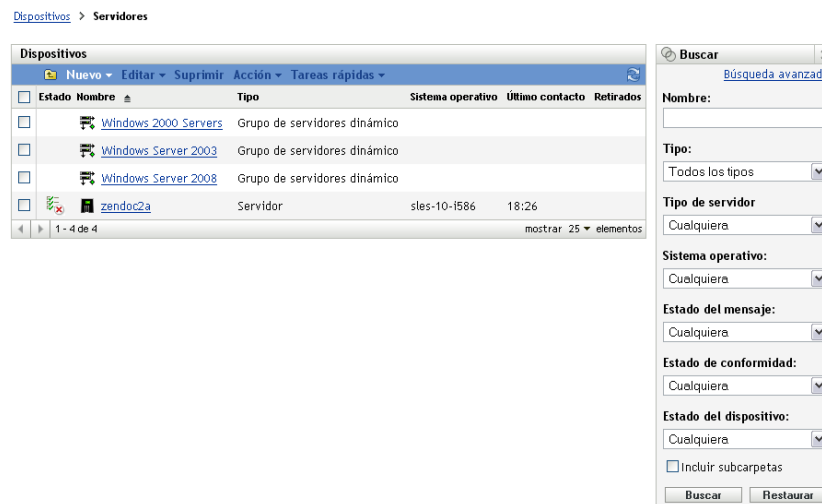 Dispositivos > Servidores
Dispositivos
Nuevo Editar Suprimir Acción Tareas rápidas
Estado Nombre Tipo Sistema operativo Último contacto Retirados
Windows 2000 Servers Grupo de servidores dinámico
Windows Server 2003 Grupo de servidores dinámico
Windows Server 2008 Grupo de servidores dinámico
zendoc2a Servidor sles-10-i586 18:26
1 - 4 de 4 mostrar 25 elementos
Buscar
Búsqueda avanzad
Nombre:
Tipo:
Todos los tipos
Tipo de servidor
Cualquiera
Sistema operativo:
Cualquiera
Estado del mensaje:
Cualquiera
Estado de conformidad:
Cualquiera
Estado del dispositivo:
Cualquiera
Incluir subcarpetas
Buscar Restaurar